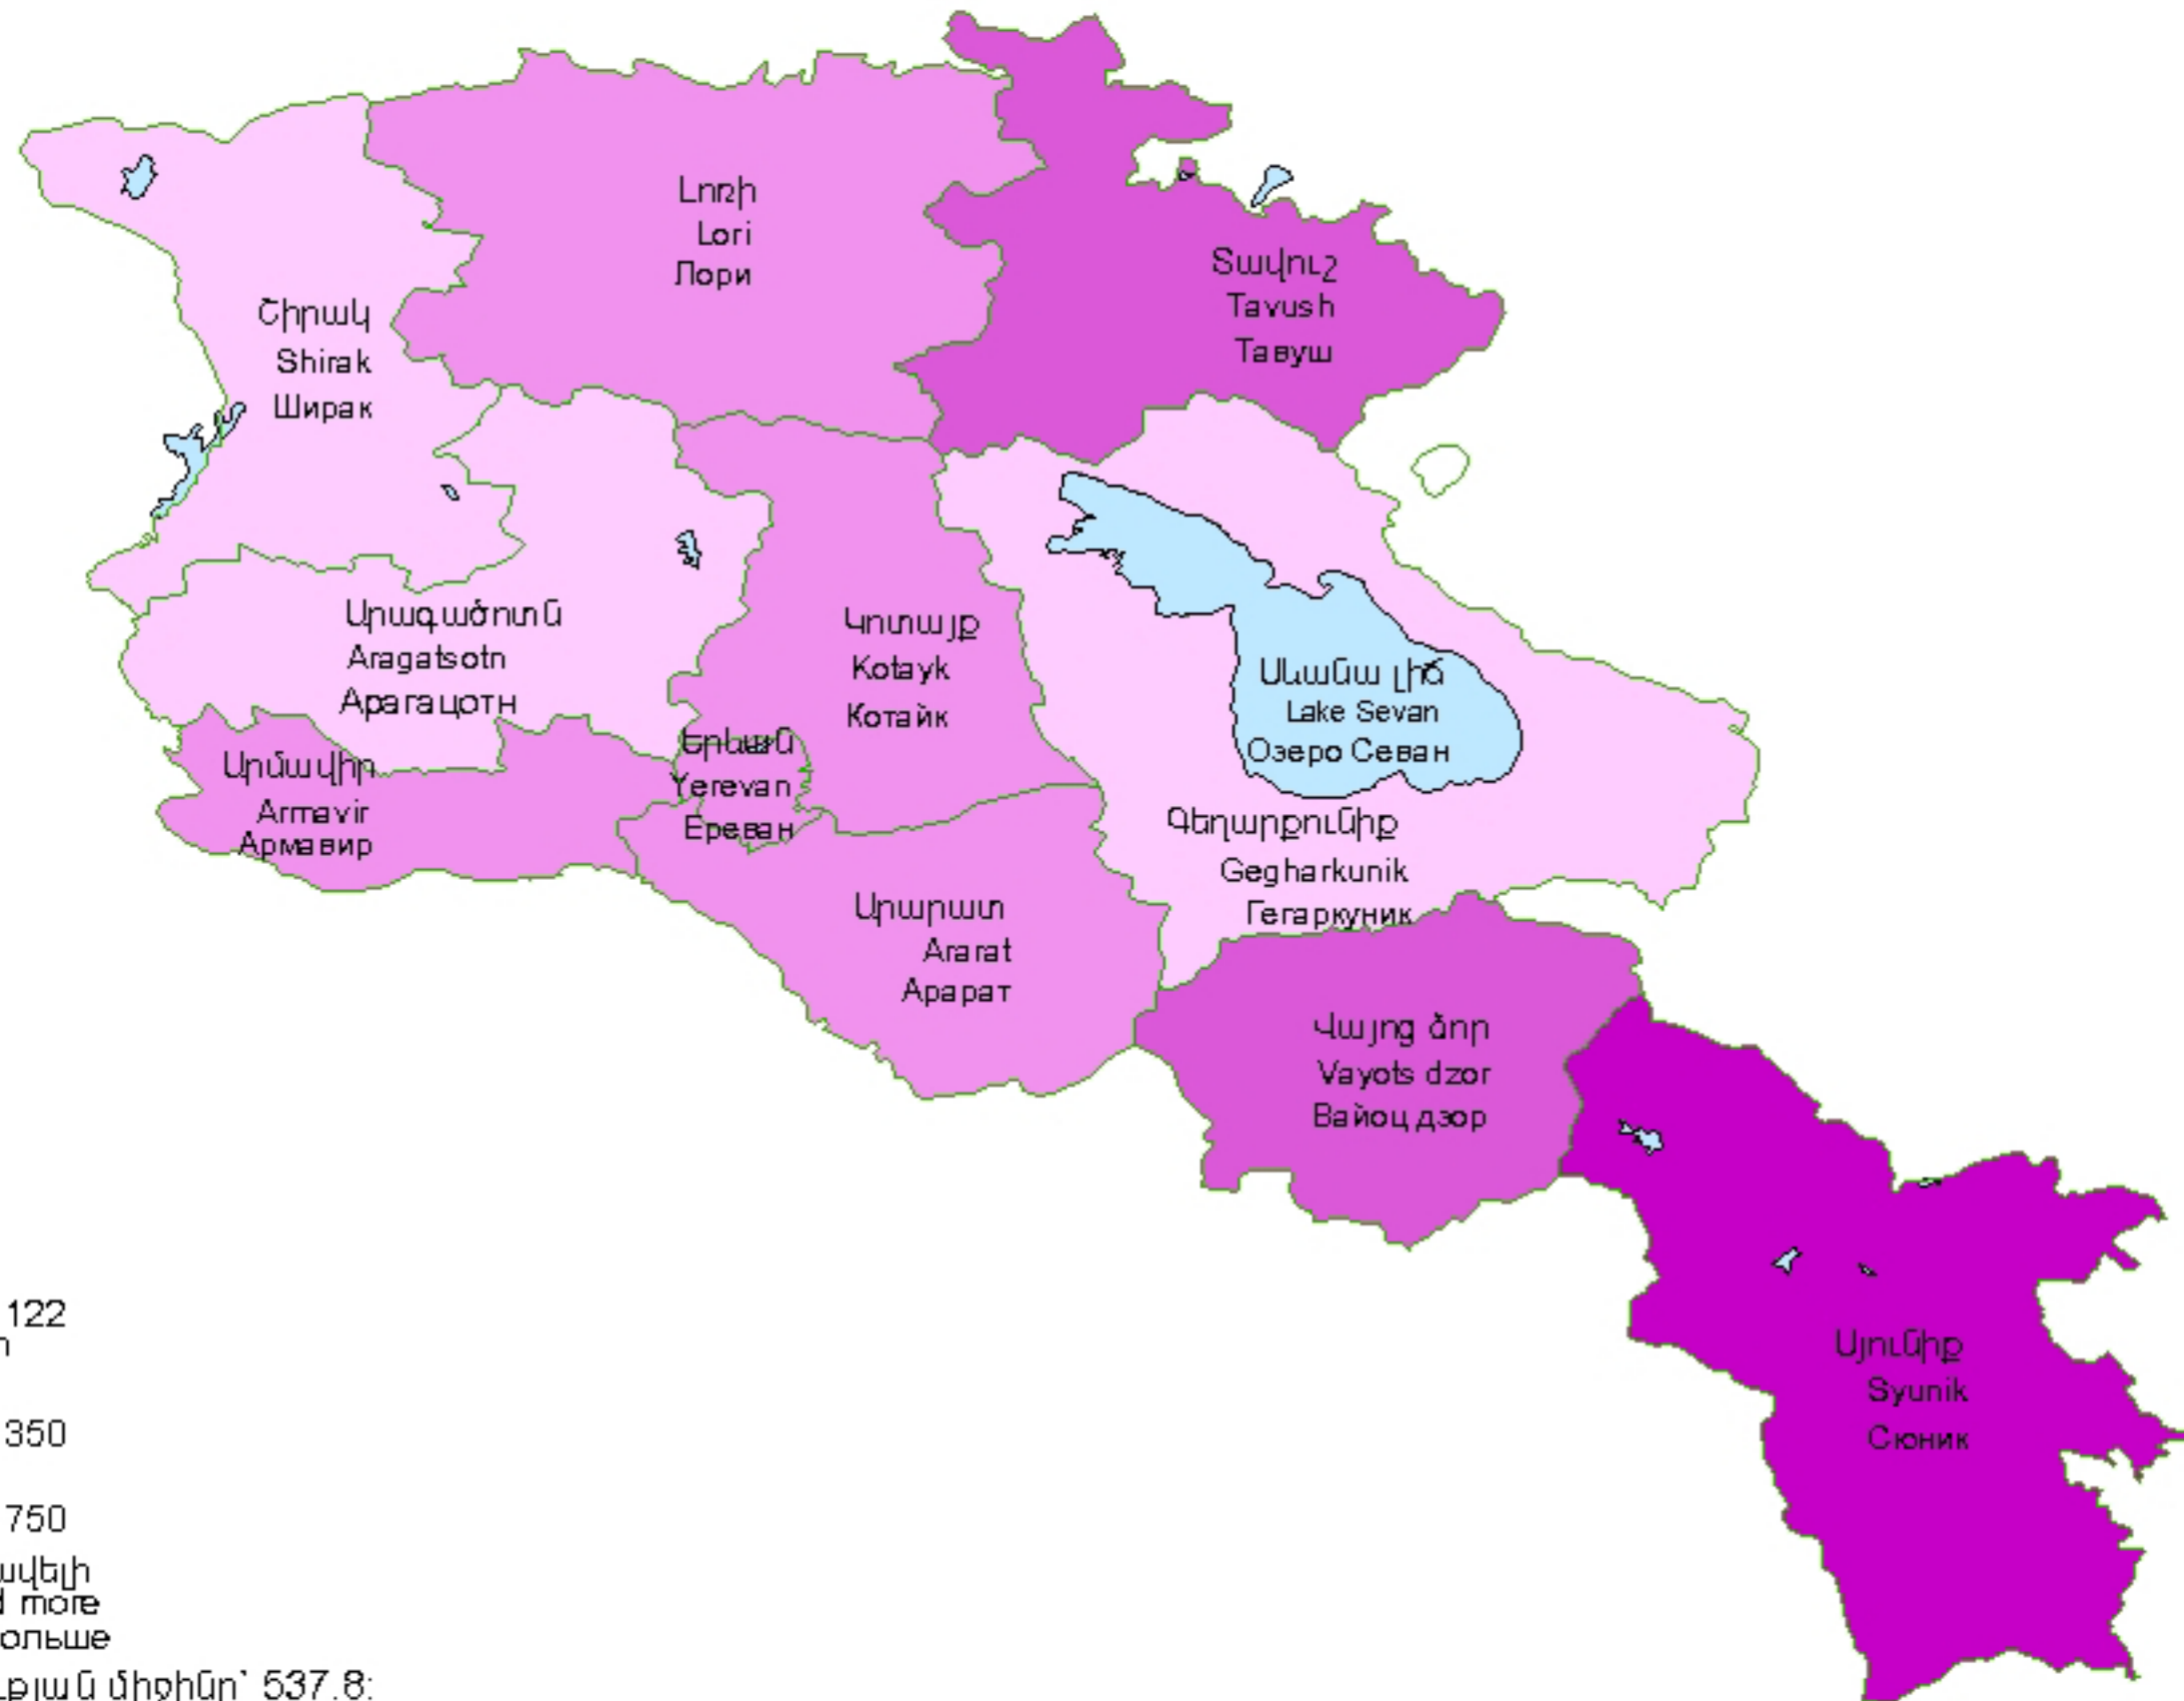 Լոռի
Lori
Лори
Տավուշ
Tavush
Тавуш
Շիրակ
Shirak
Ширак
Արագածոտն
Aragatsotn
Арагацотн
Կոտայք
Kotayk
Котайк
Սևանա լիճ
Lake Sevan
Озеро Севан
Արմավիր
Armavir
Армавир
Երևան
Yerevan
Ереван
Գեղարքունիք
Gegharkunik
Гегаркуник
Արարատ
Ararat
Арарат
Վայոց ձոր
Vayots dzor
Вайоц дзор
Սյունիք
Syunik
Сюник
122
350
750
more
միջինը՝ 537.8: